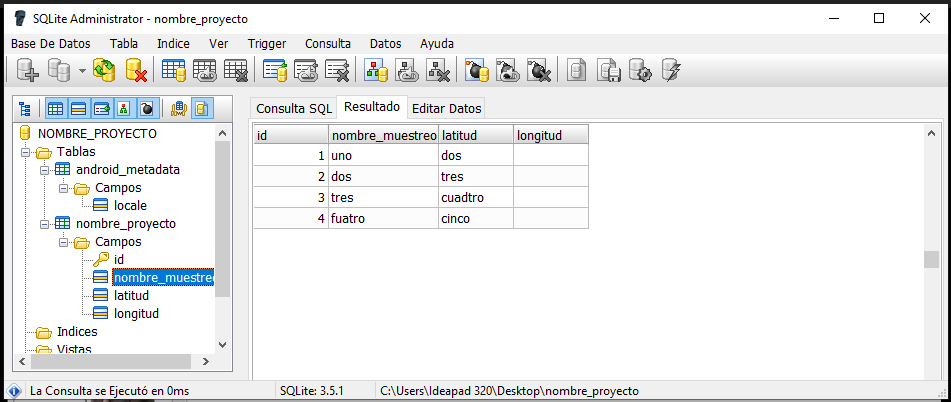 SQLite Administrator - nombre_proyecto
Base De Datos Tabla Indice Ver Trigger Consulta Datos Ayuda
NOMBRE_PROYECTO
Tablas
android_metadata
Campos
locale
nombre_proyecto
Campos
id
nombre_muestreo
latitud
longitud
Indices
Vistas
Consulta SQL Resultado Editar Datos
id nombre_muestreo latitud longitud
1 uno dos
2 dos tres
3 tres cuadtro
4 fuatro cinco
La Consulta se Ejecutó en 0ms SQLite: 3.5.1 C:\Users\Ideapad 320\Desktop\nombre_proyecto